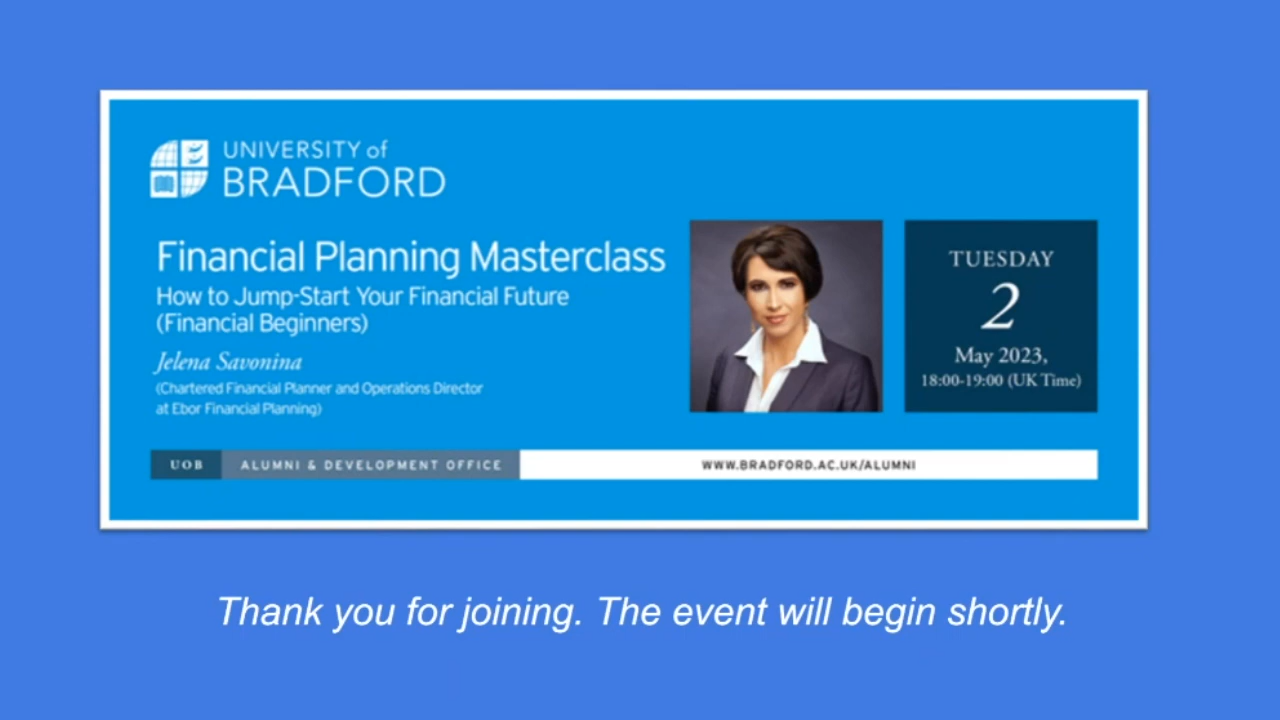 UNIVERSITY of
BRADFORD
Financial Planning Masterclass
How to Jump-Start Your Financial Future
(Financial Beginners)
Jelena Savonina
(Chartered Financial Planner and Operations Director
at Ebor Financial Planning)
TUESDAY
2
May 2023,
18:00-19:00 (UK Time)
UOB ALUMNI & DEVELOPMENT OFFICE WWW.BRADFORD.AC.UK/ALUMNI
Thank you for joining. The event will begin shortly.